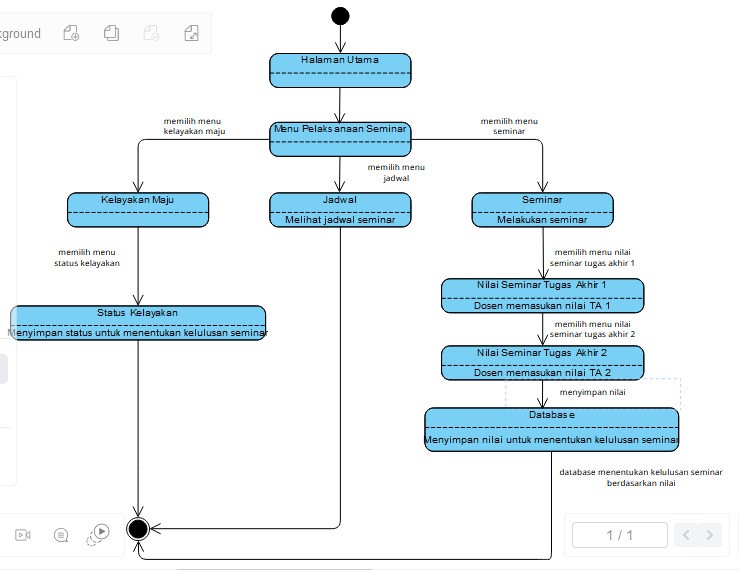 Halaman Utama
Menu Pelaksanaan Seminar
memilih menu
kelayakan maju
memilih menu
seminar
memilih menu
jadwal
Kelayakan Maju
Jadwal
Melihat jadwal seminar
Seminar
Melakukan seminar
memilih menu
status kelayakan
memilih menu nilai
seminar tugas akhir 1
Status Kelayakan
Menyimpan status untuk menentukan kelulusan seminar
Nilai Seminar Tugas Akhir 1
Dosen memasukan nilai TA 1
memilih menu nilai
seminar tugas akhir 2
Nilai Seminar Tugas Akhir 2
Dosen memasukan nilai TA 2
menyimpan nilai
Database
Menyimpan nilai untuk menentukan kelulusan seminar
database menentukan kelulusan seminar
berdasarkan nilai
1 / 1